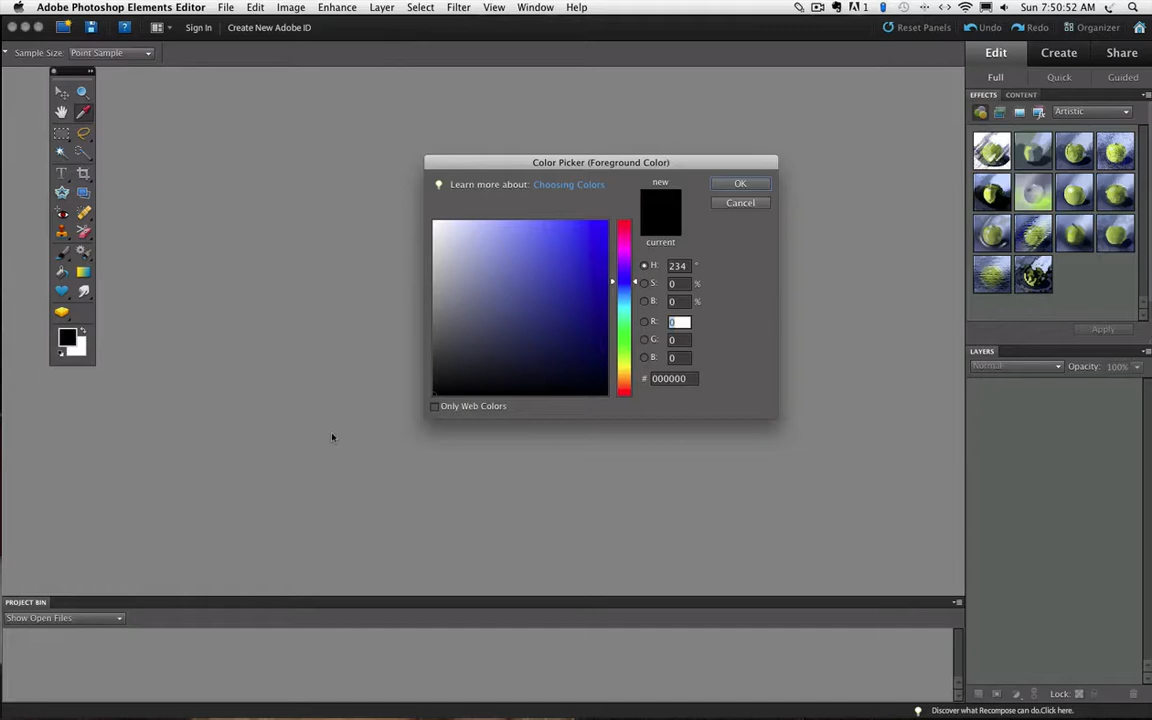 Adobe Photoshop Elements Editor File Edit Image Enhance Layer Select Filter View Window Help 1 Sun 7:50:52 AM
Sign In Create New Adobe ID Reset Panels Undo Redo Organizer
Sample Size: Point Sample Edit Create Share
Full Quick Guided
EFFECTS CONTENT
Artistic
Color Picker (Foreground Color)
Learn more about: Choosing Colors new OK
Cancel
current
H: 234 °
S: 0 %
B: 0 %
R: 0
G: 0
B: 0
# 000000
Only Web Colors
Apply
LAYERS
Normal Opacity: 100%
PROJECT BIN
Show Open Files
Lock:
Discover what Recompose can do.Click here.